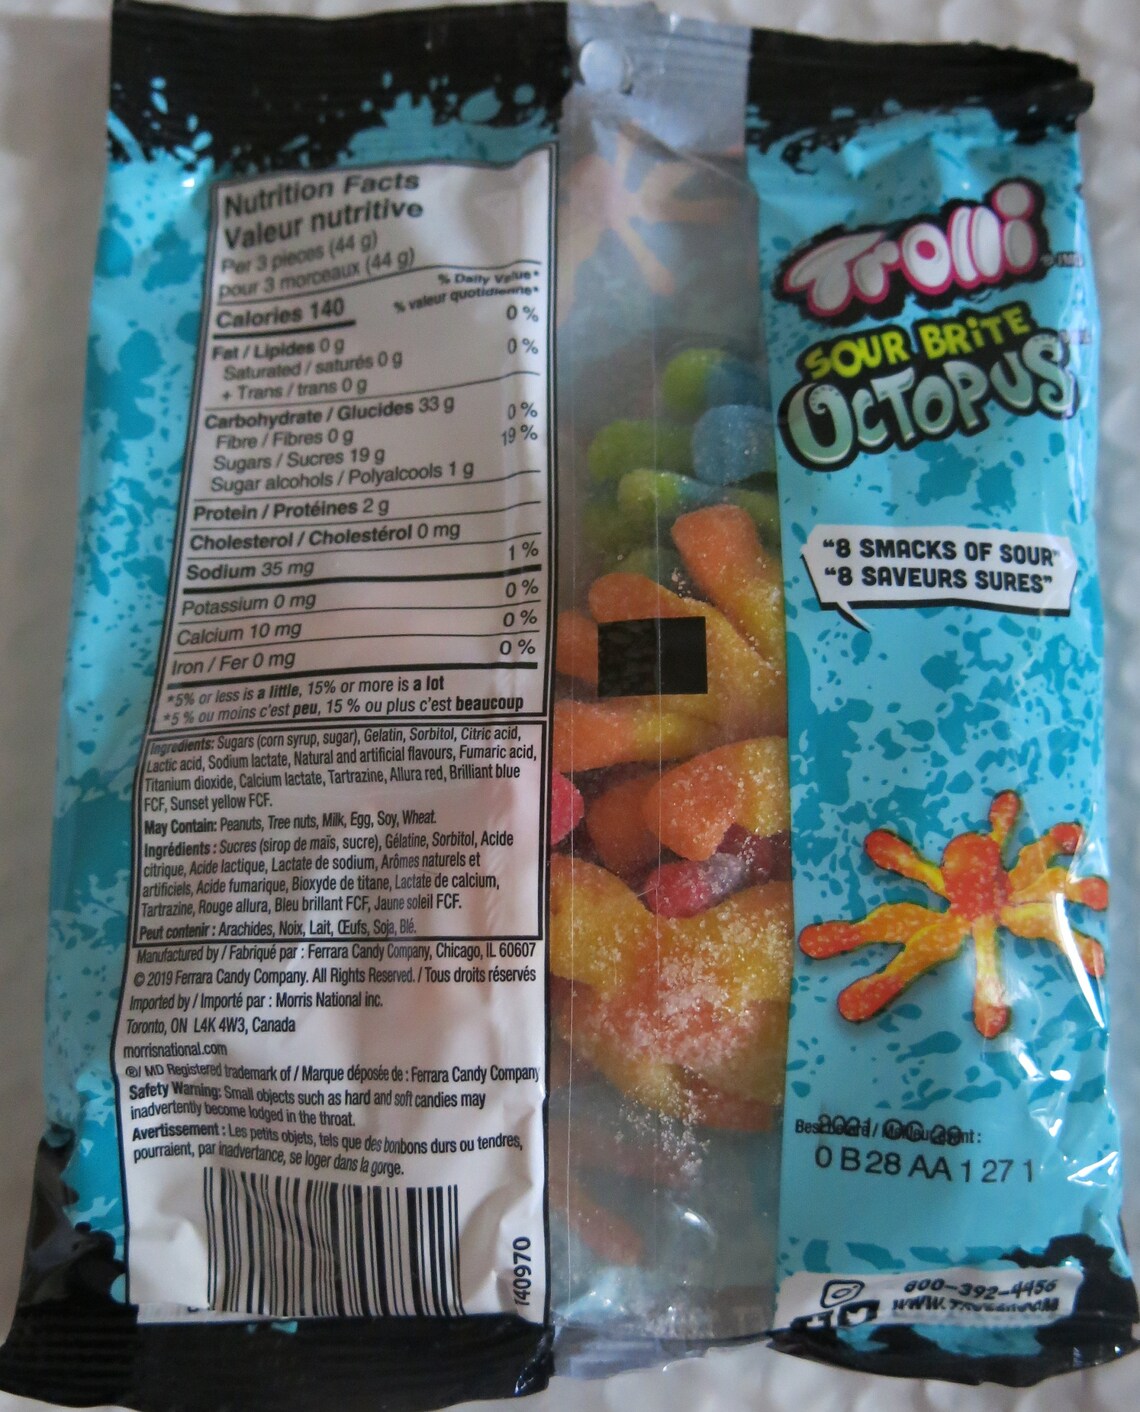 Nutrition Facts
Valeur nutritive
Per 3 pieces (44 g)
pour 3 morceaux (44 g)
% Daily Value*
% valeur quotidienne*
Calories 140
Fat / Lipides 0 g 0 %
Saturated / saturés 0 g 0 %
+ Trans / trans 0 g
Carbohydrate / Glucides 33 g
Fibre / Fibres 0 g 0 %
Sugars / Sucres 19 g 19 %
Sugar alcohols / Polyalcools 1 g
Protein / Protéines 2 g
Cholesterol / Cholestérol 0 mg
Sodium 35 mg 1 %
Potassium 0 mg 0 %
Calcium 10 mg 0 %
Iron / Fer 0 mg 0 %
*5% or less is a little, 15% or more is a lot
*5 % ou moins c'est peu, 15 % ou plus c'est beaucoup
Ingredients: Sugars (corn syrup, sugar), Gelatin, Sorbitol, Citric acid,
Lactic acid, Sodium lactate, Natural and artificial flavours, Fumaric acid,
Titanium dioxide, Calcium lactate, Tartrazine, Allura red, Brilliant blue
FCF, Sunset yellow FCF.
May Contain: Peanuts, Tree nuts, Milk, Egg, Soy, Wheat.
Ingrédients : Sucres (sirop de maïs, sucre), Gélatine, Sorbitol, Acide
citrique, Acide lactique, Lactate de sodium, Arômes naturels et
artificiels, Acide fumarique, Bioxyde de titane, Lactate de calcium,
Tartrazine, Rouge allura, Bleu brillant FCF, Jaune soleil FCF.
Peut contenir : Arachides, Noix, Lait, Œufs, Soja, Blé.
Manufactured by / Fabriqué par : Ferrara Candy Company, Chicago, IL 60607
© 2019 Ferrara Candy Company. All Rights Reserved. / Tous droits réservés
Imported by / Importé par : Morris National inc.
Toronto, ON L4K 4W3, Canada
morrisnational.com
®/ MD Registered trademark of / Marque déposée de : Ferrara Candy Company
Safety Warning: Small objects such as hard and soft candies may
inadvertently become lodged in the throat.
Avertissement : Les petits objets, tels que des bonbons durs ou tendres,
pourraient, par inadvertance, se loger dans la gorge.
140970
Trolli
SOUR BRiTE
OCTOPUS
"8 SMACKS OF SOUR"
"8 SAVEURS SURES"
0 B 28 AA 1 27 1
800-392-4456